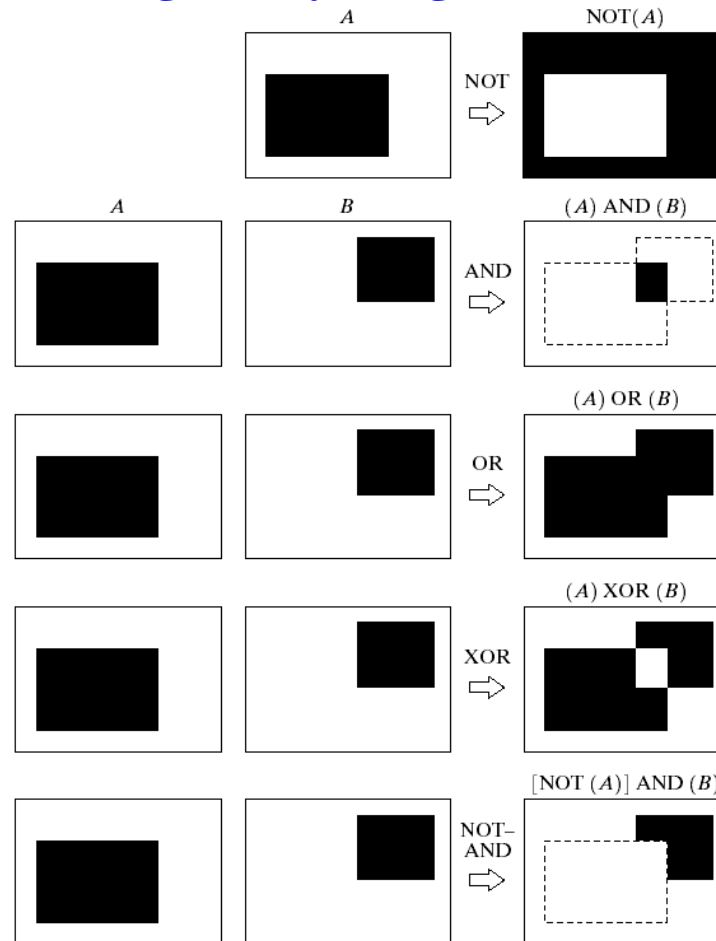 A NOT(A)
NOT
A B (A) AND (B)
AND
(A) OR (B)
OR
(A) XOR (B)
XOR
[NOT (A)] AND (B)
NOT–
AND